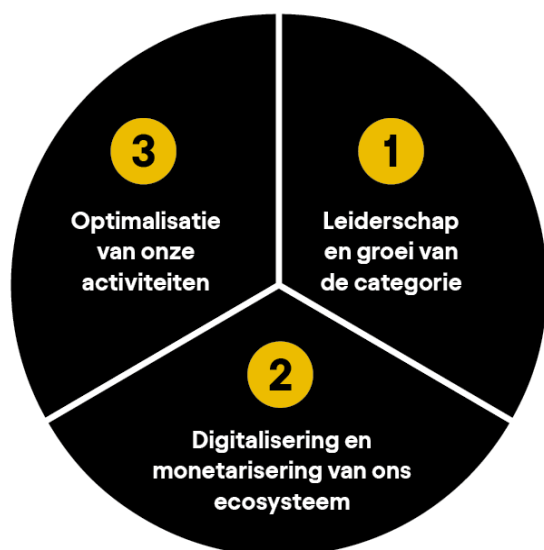 1
Leiderschap
en groei van
de categorie
2
Digitalisering en
monetarisering van ons
ecosysteem
3
Optimalisatie
van onze
activiteiten